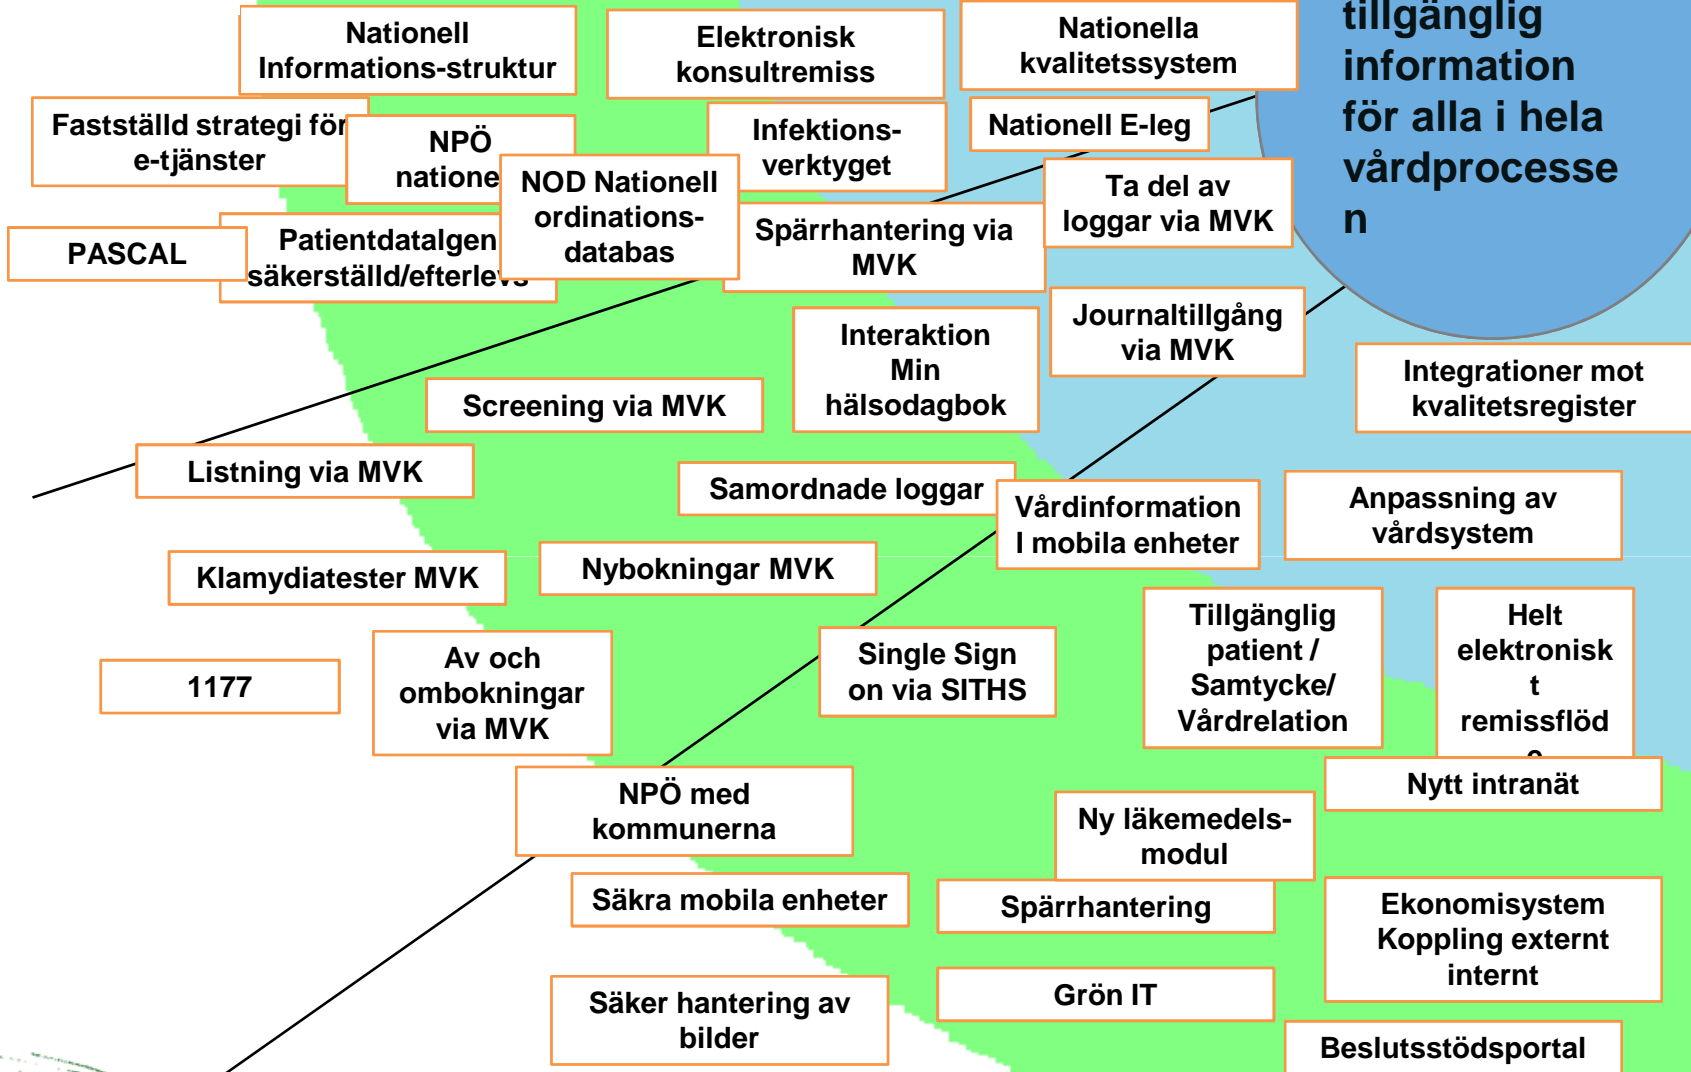 Nationell
Informations-struktur
Elektronisk
konsultremiss
Nationella
kvalitetssystem
tillgänglig
information
för alla i hela
vårdprocesse
n
Fastställd strategi för
e-tjänster
NPÖ
natione
Infektions-
verktyget
Nationell E-leg
NOD Nationell
ordinations-
databas
Ta del av
loggar via MVK
PASCAL
Patientdatalgen
säkerställd/efterlevs
Spärrhantering via
MVK
Interaktion
Min
hälsodagbok
Journaltillgång
via MVK
Integrationer mot
kvalitetsregister
Screening via MVK
Listning via MVK
Samordnade loggar
Vårdinformation
I mobila enheter
Anpassning av
vårdsystem
Klamydiatester MVK
Nybokningar MVK
Tillgänglig
patient /
Samtycke/
Vårdrelation
Helt
elektronisk
t
remissflöd
1177
Av och
ombokningar
via MVK
Single Sign
on via SITHS
NPÖ med
kommunerna
Nytt intranät
Ny läkemedels-
modul
Säkra mobila enheter
Spärrhantering
Ekonomisystem
Koppling externt
internt
Säker hantering av
bilder
Grön IT
Beslutsstödsportal